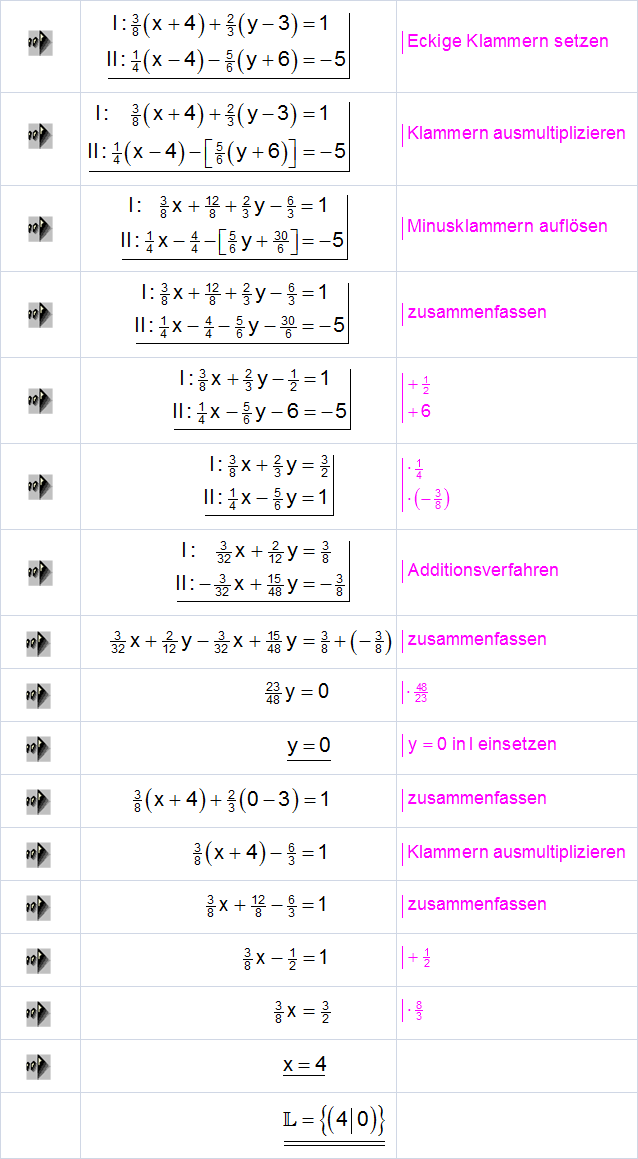 I: 3/8(x + 4) + 2/3(y − 3) = 1
II: 1/4(x − 4) − 5/6(y + 6) = −5
|Eckige Klammern setzen
I: 3/8(x + 4) + 2/3(y − 3) = 1
II: 1/4(x − 4) − [5/6(y + 6)] = −5
|Klammern ausmultiplizieren
I: 3/8x + 12/8 + 2/3y − 6/3 = 1
II: 1/4x − 4/4 − [5/6y + 30/6] = −5
|Minusklammern auflösen
I: 3/8x + 12/8 + 2/3y − 6/3 = 1
II: 1/4x − 4/4 − 5/6y − 30/6 = −5
|zusammenfassen
I: 3/8x + 2/3y − 1/2 = 1
II: 1/4x − 5/6y − 6 = −5
|+ 1/2
|+ 6
I: 3/8x + 2/3y = 3/2
II: 1/4x − 5/6y = 1
|· 1/4
|· (−3/8)
I: 3/32x + 2/12y = 3/8
II: −3/32x + 15/48y = −3/8
|Additionsverfahren
3/32x + 2/12y − 3/32x + 15/48y = 3/8 + (−3/8)
|zusammenfassen
23/48y = 0
|· 48/23
y = 0
|y = 0 in I einsetzen
3/8(x + 4) + 2/3(0 − 3) = 1
|zusammenfassen
3/8(x + 4) − 6/3 = 1
|Klammern ausmultiplizieren
3/8x + 12/8 − 6/3 = 1
|zusammenfassen
3/8x − 1/2 = 1
|+ 1/2
3/8x = 3/2
|· 8/3
x = 4
𝕃 = {(4|0)}